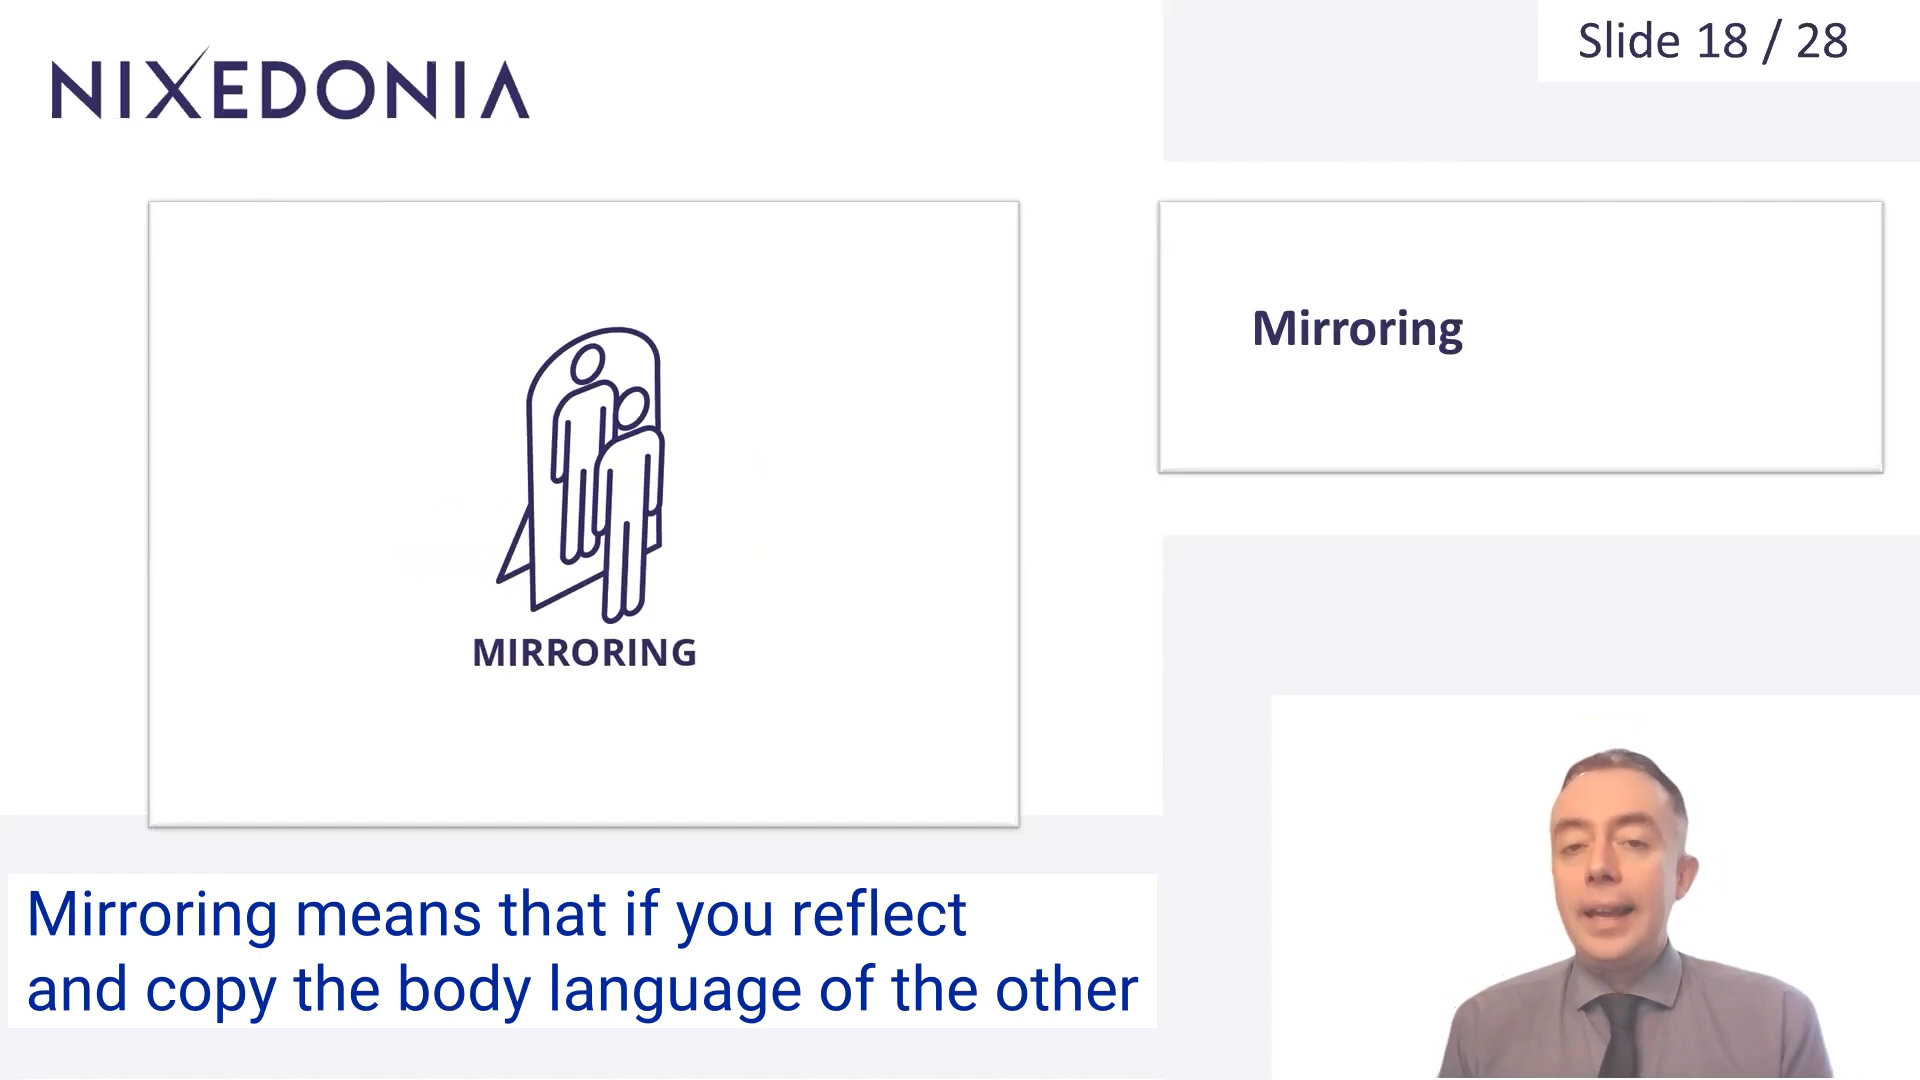 NIXEDONIA
Slide 18 / 28
MIRRORING
Mirroring
Mirroring means that if you reflect
and copy the body language of the other